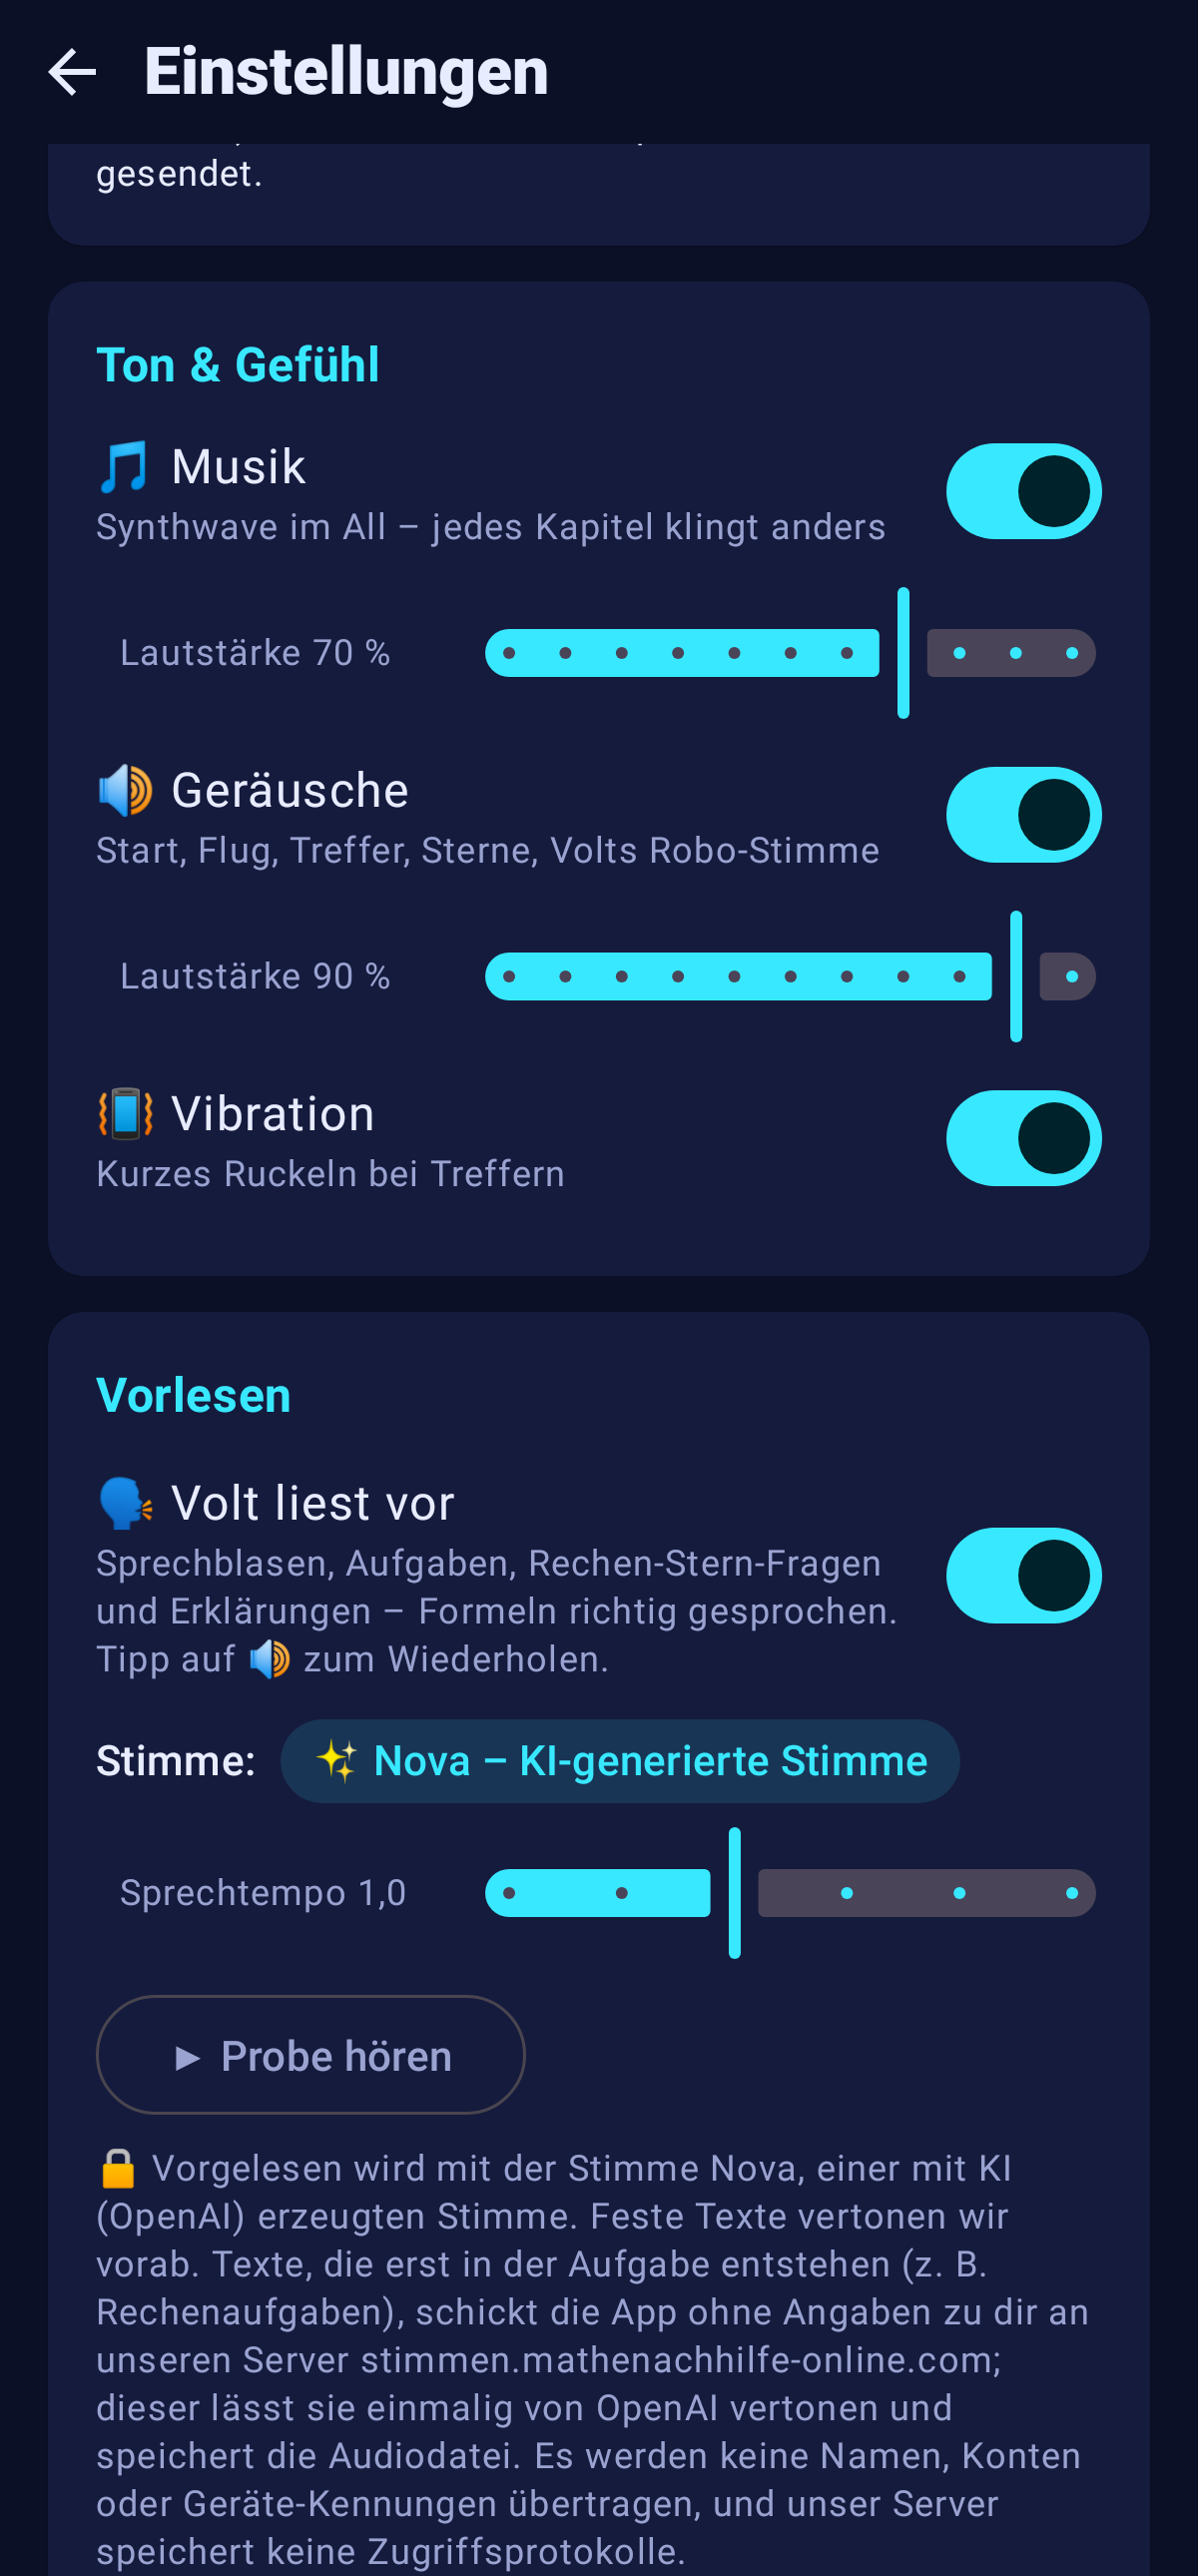 Einstellungen
gesendet.
Ton & Gefühl
🎵 Musik
Synthwave im All – jedes Kapitel klingt anders
Lautstärke 70 %
🔊 Geräusche
Start, Flug, Treffer, Sterne, Volts Robo-Stimme
Lautstärke 90 %
📳 Vibration
Kurzes Ruckeln bei Treffern
Vorlesen
🗣️ Volt liest vor
Sprechblasen, Aufgaben, Rechen-Stern-Fragen
und Erklärungen – Formeln richtig gesprochen.
Tipp auf 🔊 zum Wiederholen.
Stimme: ✨ Nova – KI-generierte Stimme
Sprechtempo 1,0
► Probe hören
🔒 Vorgelesen wird mit der Stimme Nova, einer mit KI
(OpenAI) erzeugten Stimme. Feste Texte vertonen wir
vorab. Texte, die erst in der Aufgabe entstehen (z. B.
Rechenaufgaben), schickt die App ohne Angaben zu dir an
unseren Server stimmen.mathenachhilfe-online.com;
dieser lässt sie einmalig von OpenAI vertonen und
speichert die Audiodatei. Es werden keine Namen, Konten
oder Geräte-Kennungen übertragen, und unser Server
speichert keine Zugriffsprotokolle.